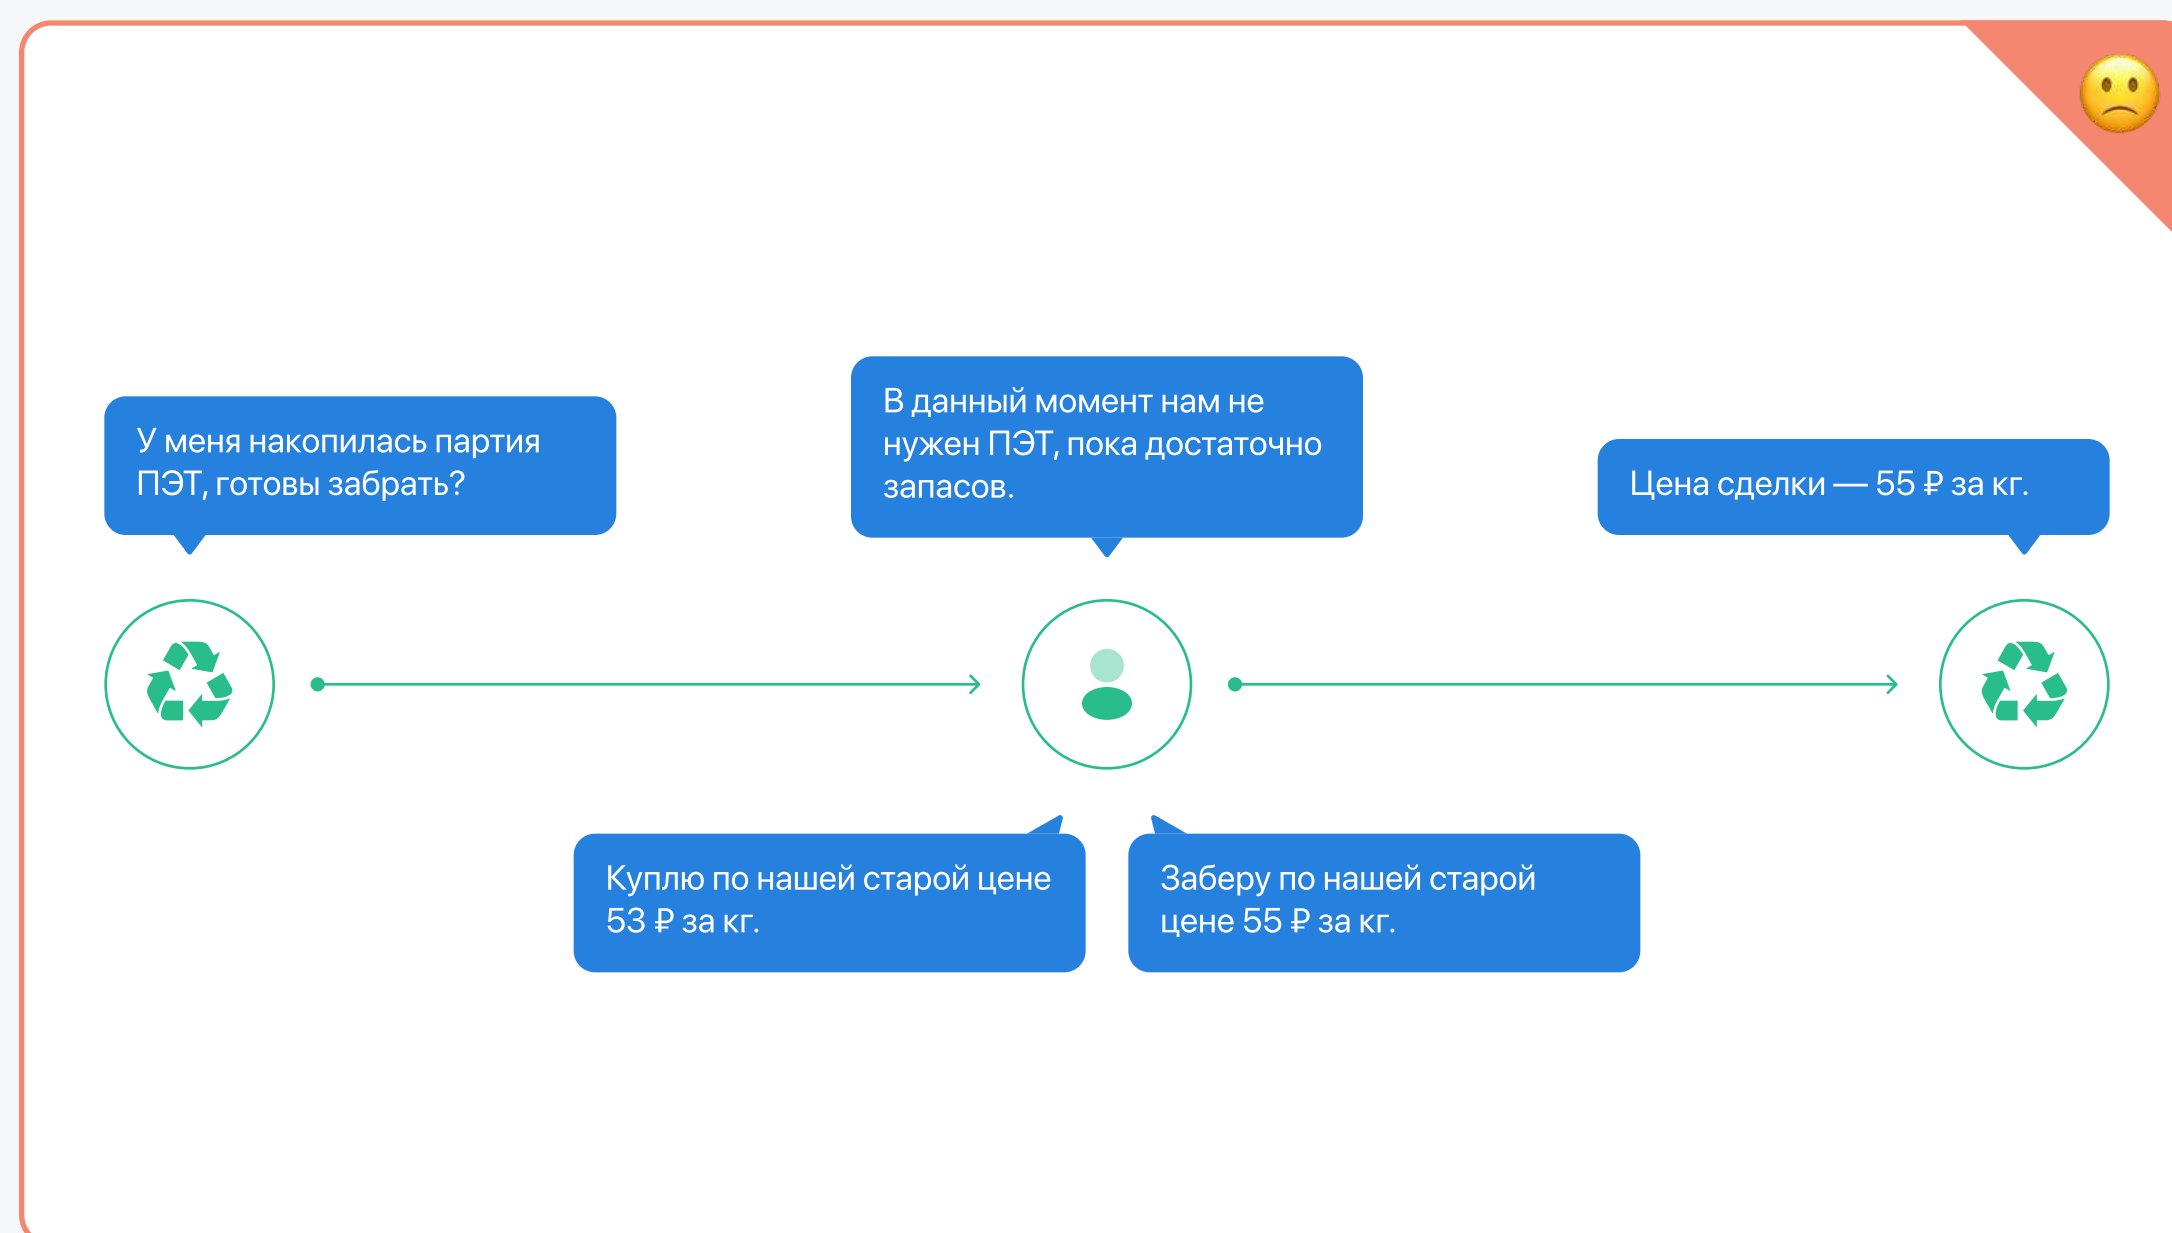 У меня накопилась партия
ПЭТ, готовы забрать?
В данный момент нам не
нужен ПЭТ, пока достаточно
запасов.
Цена сделки — 55 ₽ за кг.
Куплю по нашей старой цене
53 ₽ за кг.
Заберу по нашей старой
цене 55 ₽ за кг.